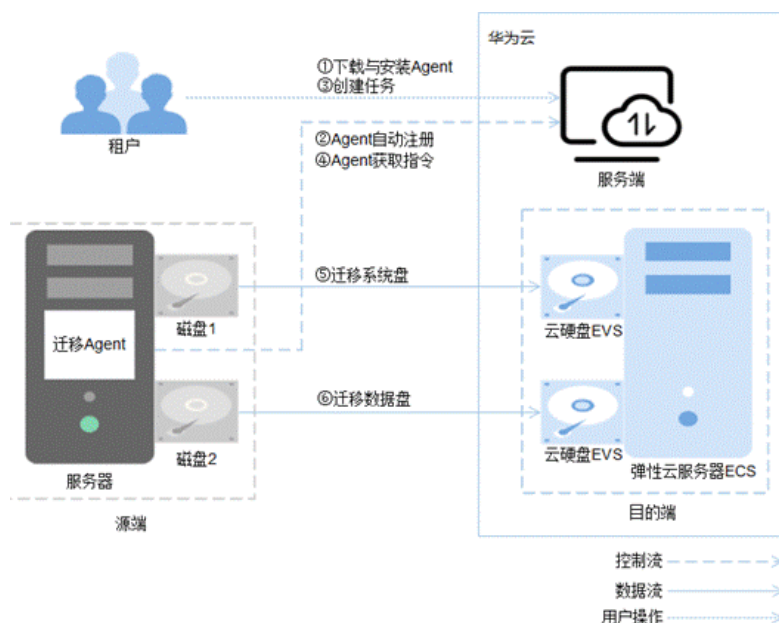 华为云
①下载与安装Agent
③创建任务
租户
②Agent自动注册
④Agent获取指令
服务端
⑤迁移系统盘
迁移Agent
磁盘1
云硬盘EVS
⑥迁移数据盘
磁盘2
云硬盘EVS
服务器
弹性云服务器ECS
源端
目的端
控制流
数据流
用户操作